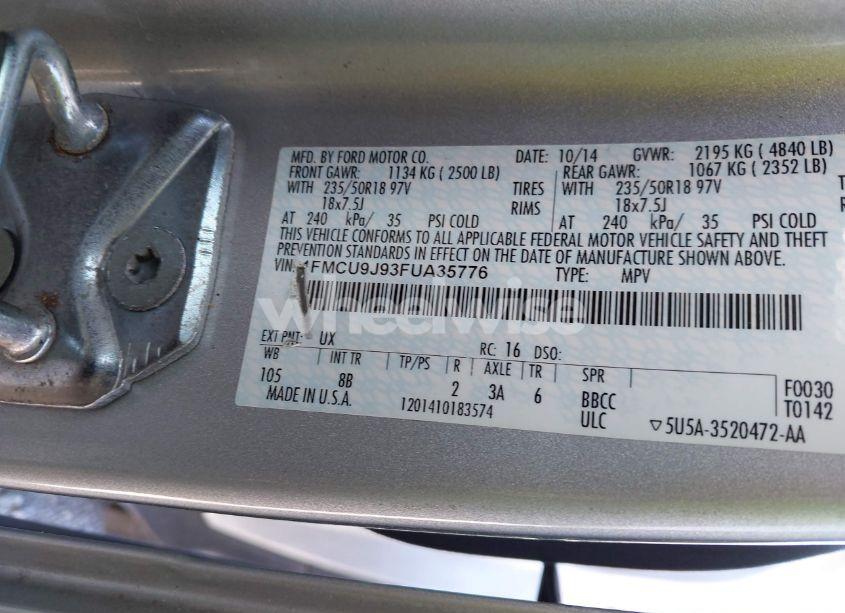 MFD. BY FORD MOTOR CO. DATE: 10/14 GVWR: 2195 KG ( 4840 LB)
FRONT GAWR: 1134 KG ( 2500 LB) REAR GAWR: 1067 KG ( 2352 LB)
WITH 235/50R18 97V TIRES WITH 235/50R18 97V
18x7.5J RIMS 18x7.5J
AT 240 kPa/ 35 PSI COLD AT 240 kPa/ 35 PSI COLD
THIS VEHICLE CONFORMS TO ALL APPLICABLE FEDERAL MOTOR VEHICLE SAFETY AND THEFT
PREVENTION STANDARDS IN EFFECT ON THE DATE OF MANUFACTURE SHOWN ABOVE.
VIN: 1FMCU9J93FUA35776 TYPE: MPV
wheelwise
EXT PNT: UX RC: 16 DSO:
WB INT TR TP/PS R AXLE TR SPR
105 8B 2 3A 6 BBCC F0030
MADE IN U.S.A. 1201410183574 ULC T0142
▽5U5A-3520472-AA